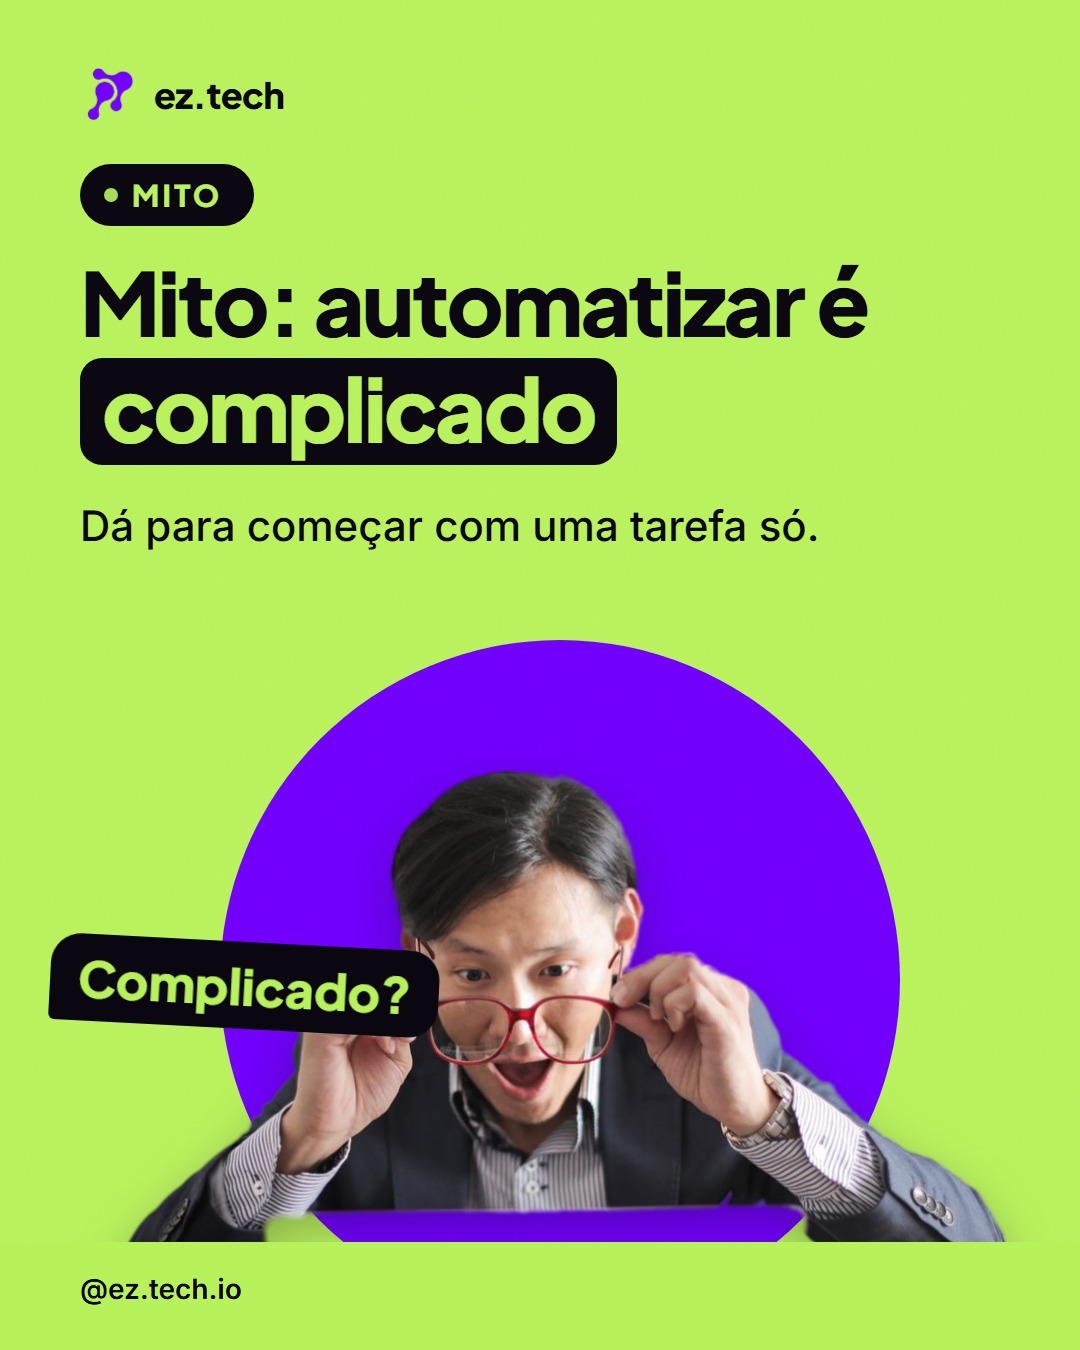 ez.tech
MITO
Mito: automatizar é
complicado
Dá para começar com uma tarefa só.
Complicado?
@ez.tech.io